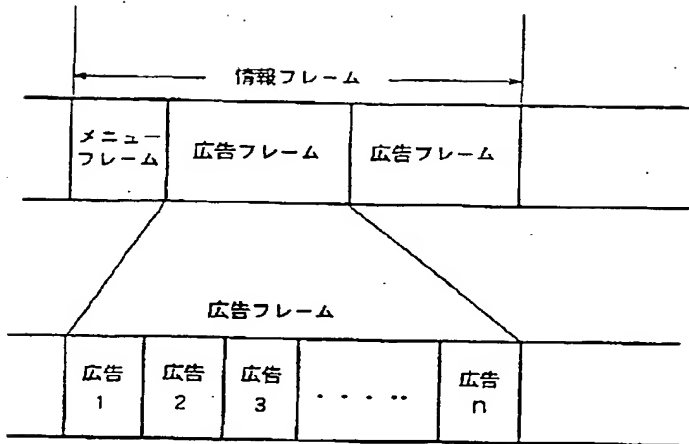 情報フレーム
メニュー
フレーム
広告フレーム
広告フレーム
広告フレーム
広告
1
広告
2
広告
3
.....
広告
n